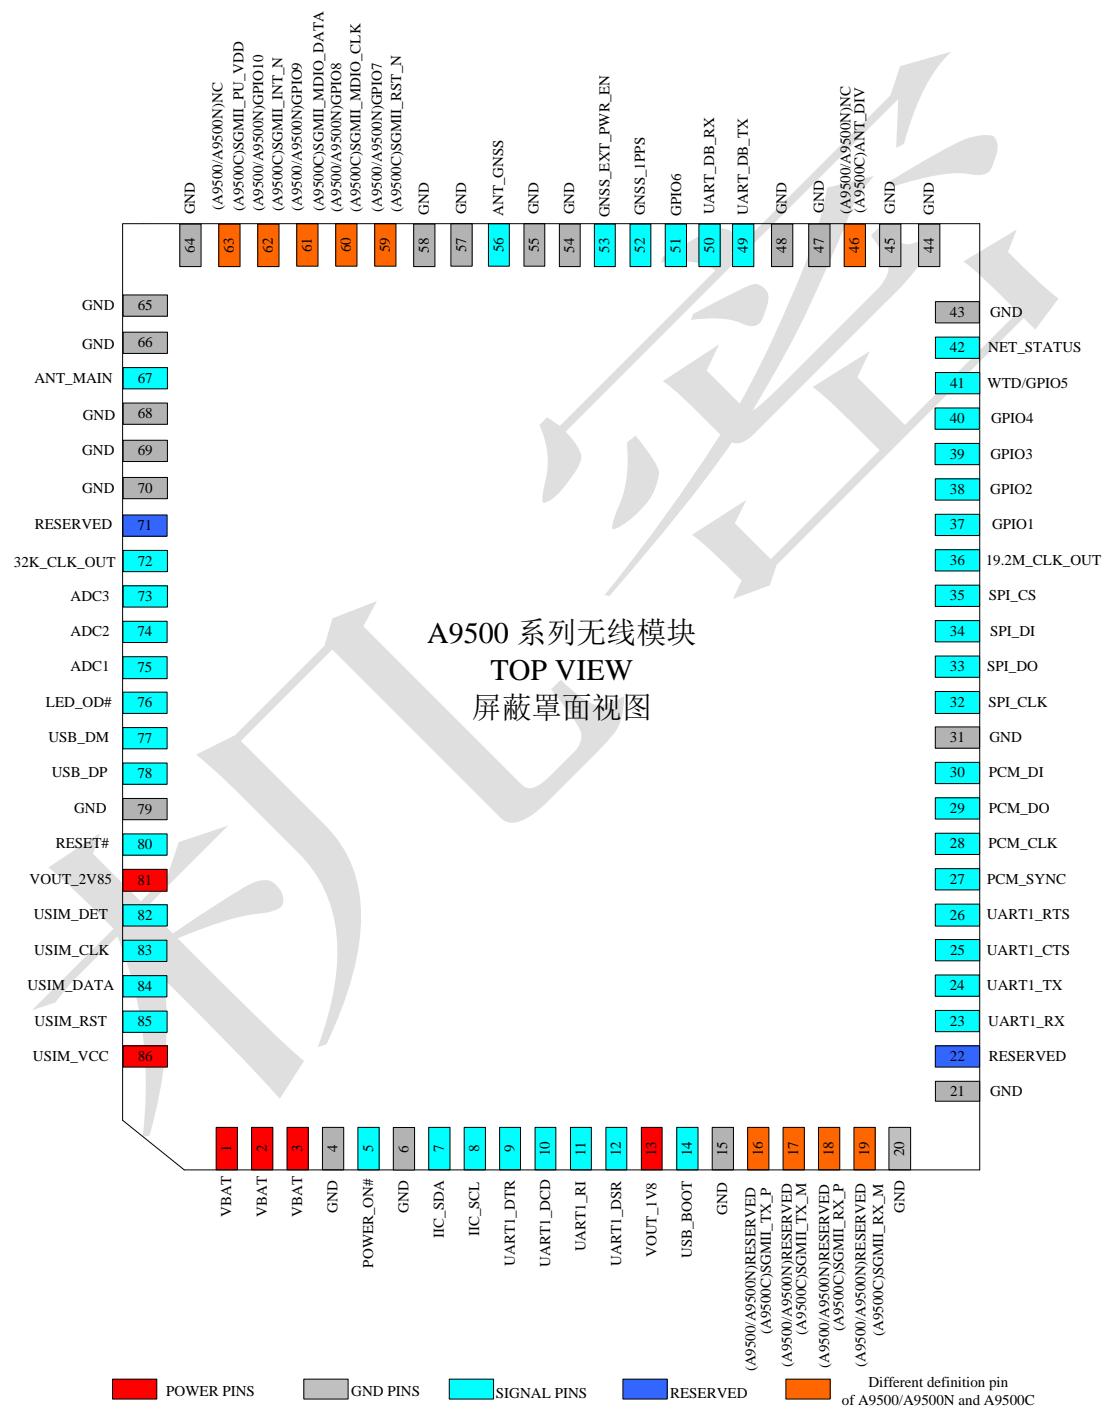 GND
(A9500/A9500N)NC
(A9500C)SGMII_PU_VDD
(A9500/A9500N)GPIO10
(A9500C)SGMII_INT_N
(A9500/A9500N)GPIO9
(A9500C)SGMII_MDIO_DATA
(A9500/A9500N)GPIO8
(A9500C)SGMII_MDIO_CLK
(A9500/A9500N)GPIO7
(A9500C)SGMII_RST_N
GND
GND
ANT_GNSS
GND
GND
GNSS_EXT_PWR_EN
GNSS_1PPS
GPIO6
UART_DB_RX
UART_DB_TX
GND
GND
(A9500/A9500N)NC
(A9500C)ANT_DIV
GND
GND
64
63
62
61
60
59
58
57
56
55
54
53
52
51
50
49
48
47
46
45
44
GND 65
GND 66
ANT_MAIN 67
GND 68
GND 69
GND 70
RESERVED 71
32K_CLK_OUT 72
ADC3 73
ADC2 74
ADC1 75
LED_OD# 76
USB_DM 77
USB_DP 78
GND 79
RESET# 80
VOUT_2V85 81
USIM_DET 82
USIM_CLK 83
USIM_DATA 84
USIM_RST 85
USIM_VCC 86
A9500 系列无线模块
TOP VIEW
屏蔽罩面视图
43 GND
42 NET_STATUS
41 WTD/GPIO5
40 GPIO4
39 GPIO3
38 GPIO2
37 GPIO1
36 19.2M_CLK_OUT
35 SPI_CS
34 SPI_DI
33 SPI_DO
32 SPI_CLK
31 GND
30 PCM_DI
29 PCM_DO
28 PCM_CLK
27 PCM_SYNC
26 UART1_RTS
25 UART1_CTS
24 UART1_TX
23 UART1_RX
22 RESERVED
21 GND
1
2
3
4
5
6
7
8
9
10
11
12
13
14
15
16
17
18
19
20
VBAT
VBAT
VBAT
GND
POWER_ON#
GND
IIC_SDA
IIC_SCL
UART1_DTR
UART1_DCD
UART1_RI
UART1_DSR
VOUT_1V8
USB_BOOT
GND
(A9500/A9500N)RESERVED
(A9500C)SGMII_TX_P
(A9500/A9500N)RESERVED
(A9500C)SGMII_TX_M
(A9500/A9500N)RESERVED
(A9500C)SGMII_RX_P
(A9500/A9500N)RESERVED
(A9500C)SGMII_RX_M
GND
POWER PINS
GND PINS
SIGNAL PINS
RESERVED
Different definition pin
of A9500/A9500N and A9500C